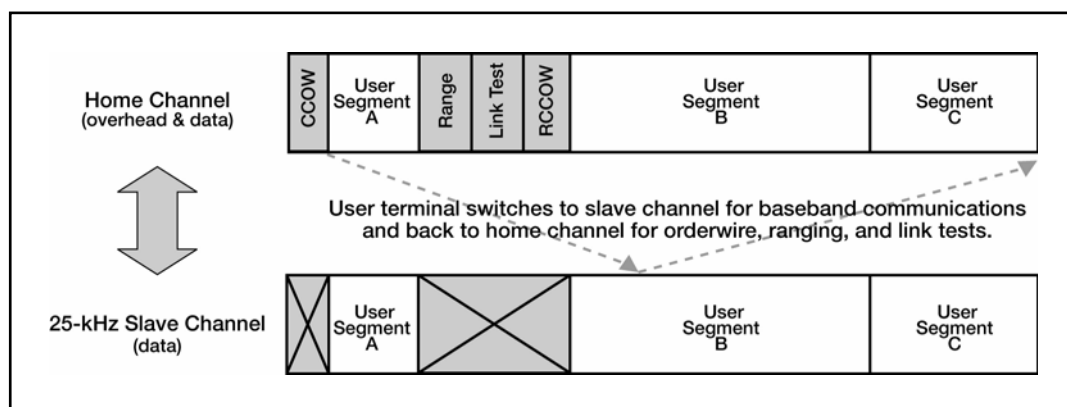 Home Channel
(overhead & data)
CCOW
User
Segment
A
Range
Link Test
RCCOW
User
Segment
B
User
Segment
C
User terminal switches to slave channel for baseband communications
and back to home channel for orderwire, ranging, and link tests.
25-kHz Slave Channel
(data)
User
Segment
A
User
Segment
B
User
Segment
C